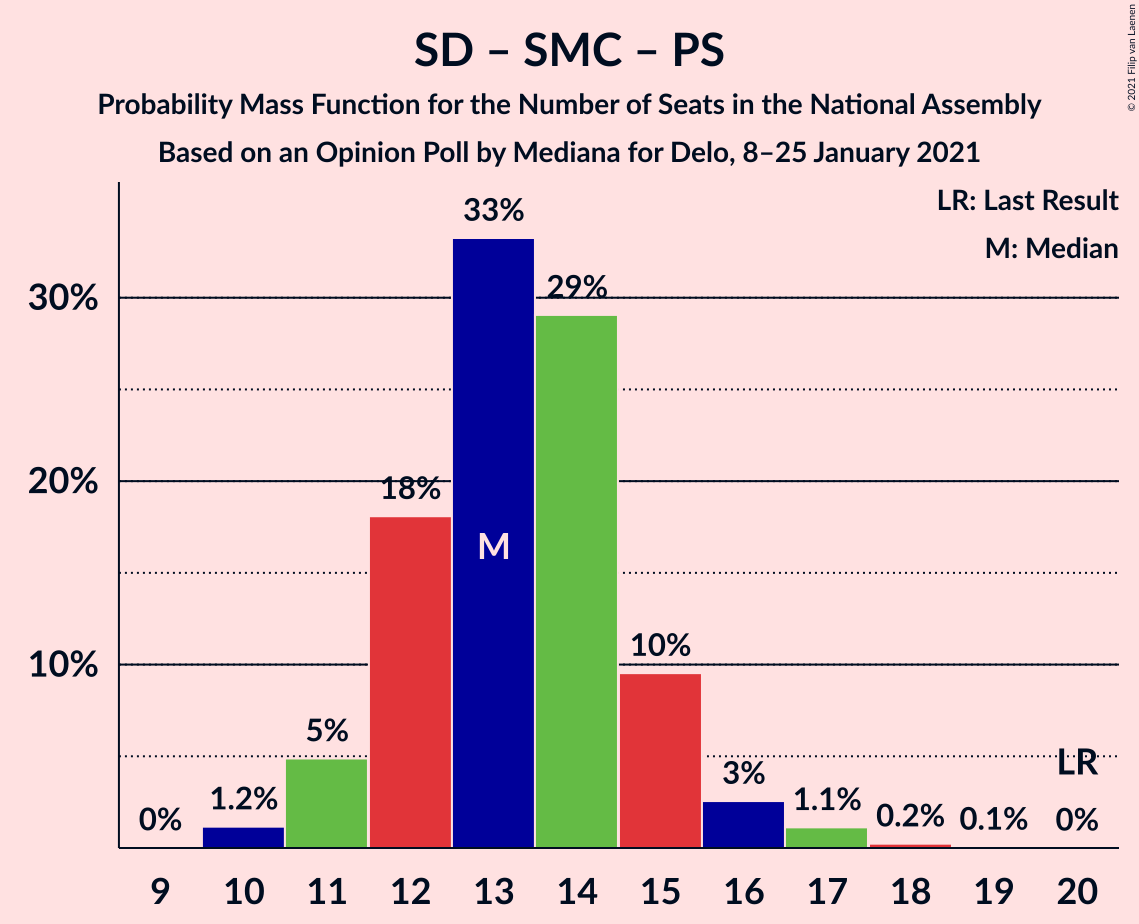 SD – SMC – PS
Probability Mass Function for the Number of Seats in the National Assembly
Based on an Opinion Poll by Mediana for Delo, 8–25 January 2021
© 2021 Filip van Laenen
LR: Last Result
M: Median
30%
20%
10%
0%
1.2%
5%
18%
33%
M
29%
10%
3%
1.1%
0.2%
0.1%
LR
0%
9 10 11 12 13 14 15 16 17 18 19 20